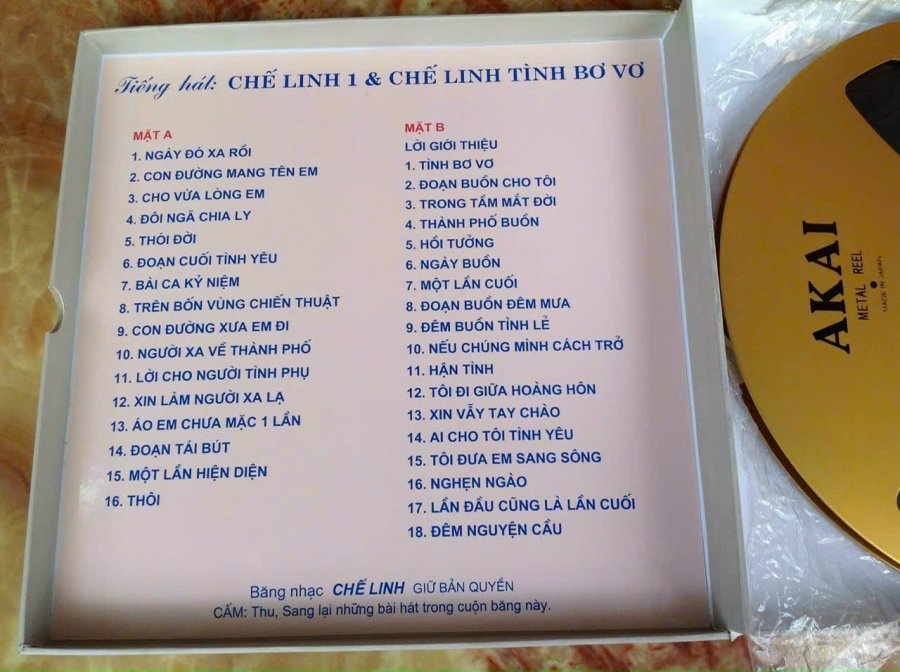 Tiếng hát: CHẾ LINH 1 & CHẾ LINH TÌNH BƠ VƠ
MẶT A
1. NGÀY ĐÓ XA RỒI
2. CON ĐƯỜNG MANG TÊN EM
3. CHO VỪA LÒNG EM
4. ĐÔI NGÃ CHIA LY
5. THÓI ĐỜI
6. ĐOẠN CUỐI TÌNH YÊU
7. BÀI CA KỶ NIỆM
8. TRÊN BỐN VÙNG CHIẾN THUẬT
9. CON ĐƯỜNG XƯA EM ĐI
10. NGƯỜI XA VỀ THÀNH PHỐ
11. LỜI CHO NGƯỜI TÌNH PHỤ
12. XIN LÀM NGƯỜI XA LẠ
13. ÁO EM CHƯA MẶC 1 LẦN
14. ĐOẠN TÁI BÚT
15. MỘT LẦN HIỆN DIỆN
16. THÔI
MẶT B
LỜI GIỚI THIỆU
1. TÌNH BƠ VƠ
2. ĐOẠN BUỒN CHO TÔI
3. TRONG TẦM MẮT ĐỜI
4. THÀNH PHỐ BUỒN
5. HỒI TƯỞNG
6. NGÀY BUỒN
7. MỘT LẦN CUỐI
8. ĐOẠN BUỒN ĐÊM MƯA
9. ĐÊM BUỒN TỈNH LẺ
10. NẾU CHÚNG MÌNH CÁCH TRỞ
11. HẬN TÌNH
12. TÔI ĐI GIỮA HOÀNG HÔN
13. XIN VẪY TAY CHÀO
14. AI CHO TÔI TÌNH YÊU
15. TÔI ĐƯA EM SANG SÔNG
16. NGHẸN NGÀO
17. LẦN ĐẦU CŨNG LÀ LẦN CUỐI
18. ĐÊM NGUYỆN CẦU
Băng nhạc CHẾ LINH GIỮ BẢN QUYỀN
CẤM: Thu, Sang lại những bài hát trong cuộn băng này.
AKAI
METAL REEL
MADE IN JAPAN